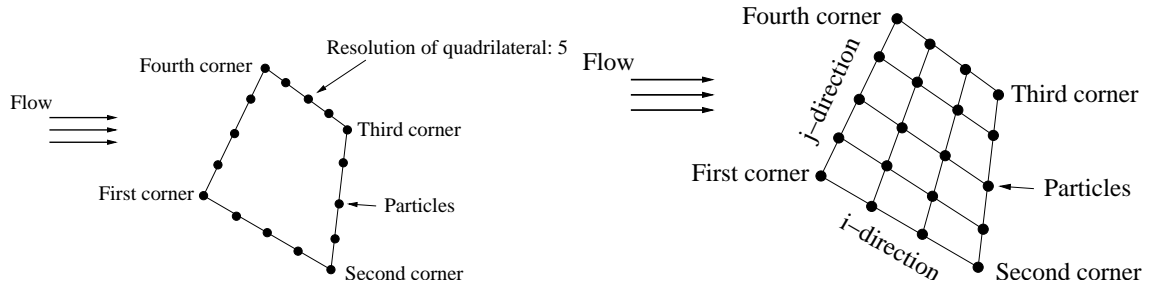 Resolution of quadrilateral: 5
Fourth corner
Flow
Third corner
First corner
Particles
Second corner
Fourth corner
Flow
j–direction
Third corner
First corner
Particles
i–direction
Second corner